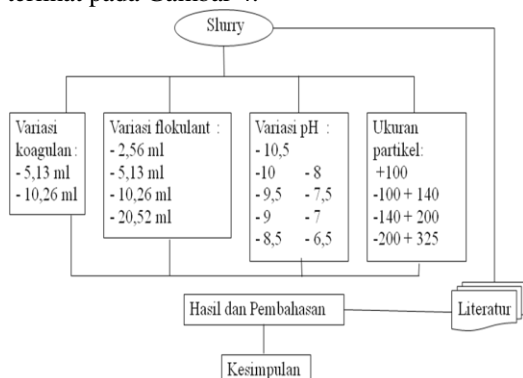 terlihat pada Gambar 4.
Slurry
Variasi
koagulan :
- 5,13 ml
- 10,26 ml
Variasi flokulant :
- 2,56 ml
- 5,13 ml
- 10,26 ml
- 20,52 ml
Variasi pH :
- 10,5
-10 - 8
- 9,5 - 7,5
- 9 - 7
- 8,5 - 6,5
Ukuran
partikel:
+100
-100 + 140
-140 + 200
-200 + 325
Hasil dan Pembahasan
Literatur
Kesimpulan